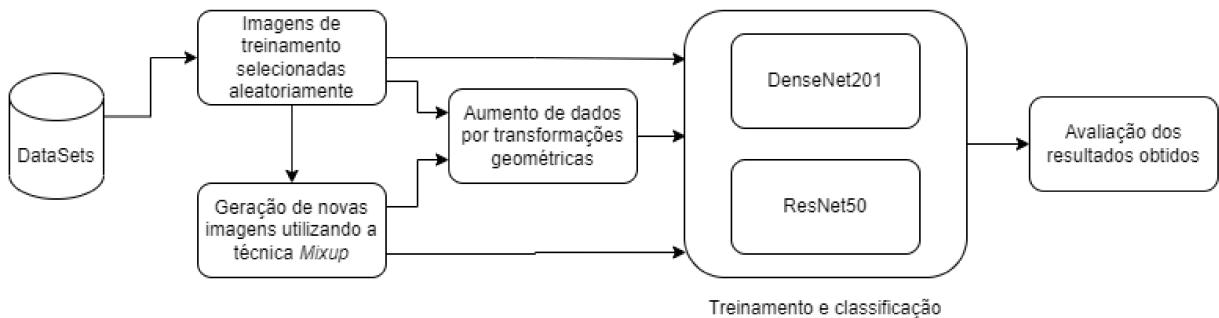 DataSets
Imagens de
treinamento
selecionadas
aleatoriamente
Geração de novas
imagens utilizando a
técnica Mixup
Aumento de dados
por transformações
geométricas
DenseNet201
ResNet50
Treinamento e classificação
Avaliação dos
resultados obtidos